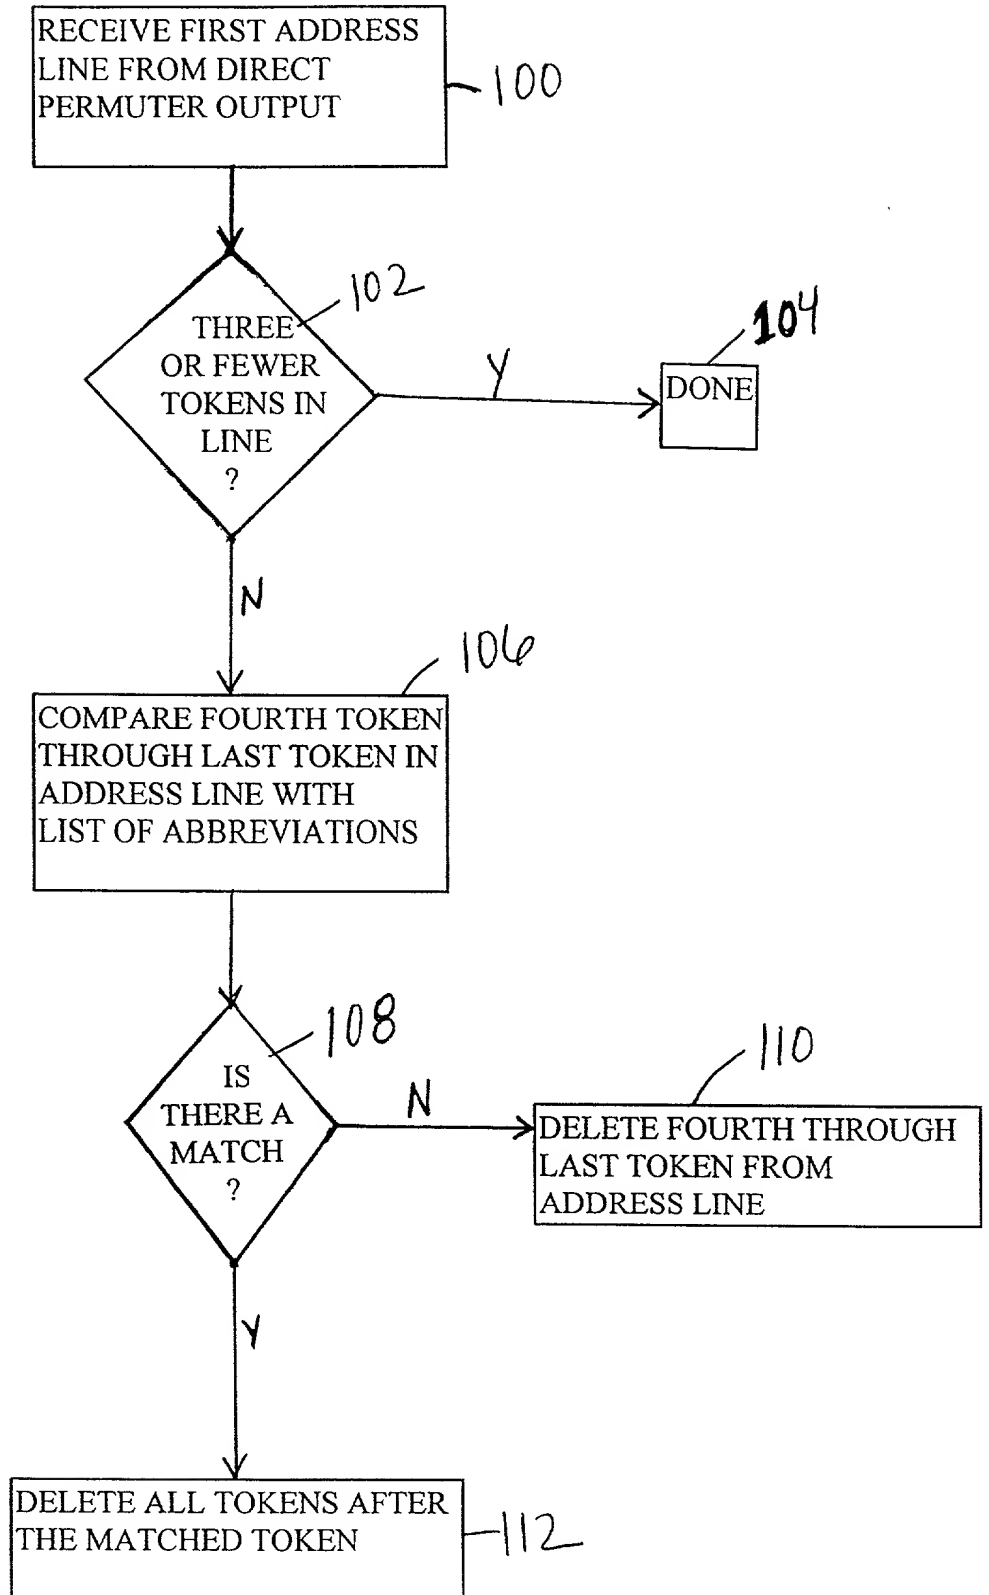 RECEIVE FIRST ADDRESS
LINE FROM DIRECT
PERMUTER OUTPUT
100
102
THREE
OR FEWER
TOKENS IN
LINE
?
Y
104
DONE
N
106
COMPARE FOURTH TOKEN
THROUGH LAST TOKEN IN
ADDRESS LINE WITH
LIST OF ABBREVIATIONS
108
IS
THERE A
MATCH
?
N
110
DELETE FOURTH THROUGH
LAST TOKEN FROM
ADDRESS LINE
Y
DELETE ALL TOKENS AFTER
THE MATCHED TOKEN
112